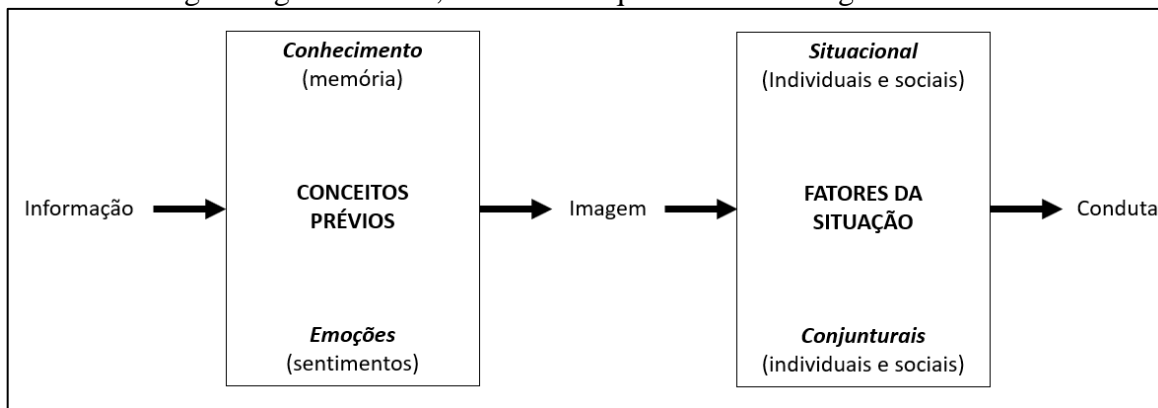 Conhecimento
(memória)
Situacional
(Individuais e sociais)
Informação
CONCEITOS
PRÉVIOS
Imagem
FATORES DA
SITUAÇÃO
Conduta
Emoções
(sentimentos)
Conjunturais
(individuais e sociais)